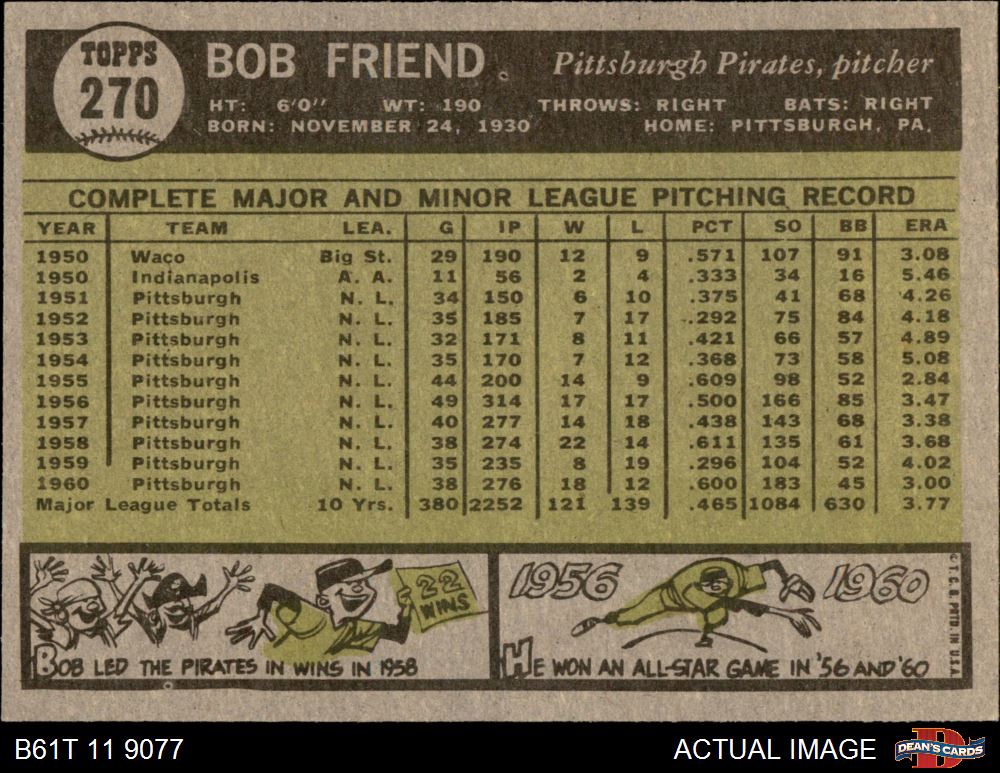 TOPPS
270
BOB FRIEND
Pittsburgh Pirates, pitcher
HT: 6'0" WT: 190 THROWS: RIGHT BATS: RIGHT
BORN: NOVEMBER 24, 1930 HOME: PITTSBURGH, PA.
COMPLETE MAJOR AND MINOR LEAGUE PITCHING RECORD
YEAR TEAM LEA. G IP W L PCT SO BB ERA
1950 Waco Big St. 29 190 12 9 .571 107 91 3.08
1950 Indianapolis A. A. 11 56 2 4 .333 34 16 5.46
1951 Pittsburgh N. L. 34 150 6 10 .375 41 68 4.26
1952 Pittsburgh N. L. 35 185 7 17 .292 75 84 4.18
1953 Pittsburgh N. L. 32 171 8 11 .421 66 57 4.89
1954 Pittsburgh N. L. 35 170 7 12 .368 73 58 5.08
1955 Pittsburgh N. L. 44 200 14 9 .609 98 52 2.84
1956 Pittsburgh N. L. 49 314 17 17 .500 166 85 3.47
1957 Pittsburgh N. L. 40 277 14 18 .438 143 68 3.38
1958 Pittsburgh N. L. 38 274 22 14 .611 135 61 3.68
1959 Pittsburgh N. L. 35 235 8 19 .296 104 52 4.02
1960 Pittsburgh N. L. 38 276 18 12 .600 183 45 3.00
Major League Totals 10 Yrs. 380 2252 121 139 .465 1084 630 3.77
22
WINS
BOB LED THE PIRATES IN WINS IN 1958
1956 1960
HE WON AN ALL-STAR GAME IN '56 AND '60
© T. C. G. PRTD. IN U.S.A.
B61T 11 9077
ACTUAL IMAGE
DEAN'S CARDS